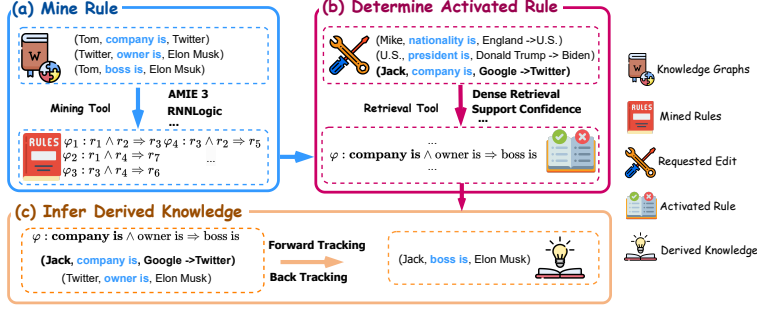 (a) Mine Rule
(Tom, company is, Twitter)
(Twitter, owner is, Elon Musk)
(Tom, boss is, Elon Msuk)
W
Mining Tool
AMIE 3
RNNLogic
...
RULES
φ1 : r1 ∧ r2 ⇒ r3 φ4 : r3 ∧ r2 ⇒ r5
φ2 : r1 ∧ r4 ⇒ r7
...
φ3 : r3 ∧ r4 ⇒ r6
(b) Determine Activated Rule
(Mike, nationality is, England ->U.S.)
(U.S., president is, Donald Trump -> Biden)
(Jack, company is, Google ->Twitter)
Retrieval Tool
Dense Retrieval
Support Confidence
...
...
φ : company is ∧ owner is ⇒ boss is
...
(c) Infer Derived Knowledge
φ : company is ∧ owner is ⇒ boss is
(Jack, company is, Google ->Twitter)
(Twitter, owner is, Elon Musk)
Forward Tracking
Back Tracking
(Jack, boss is, Elon Musk)
W
Knowledge Graphs
RULES
Mined Rules
Requested Edit
Activated Rule
Derived Knowledge